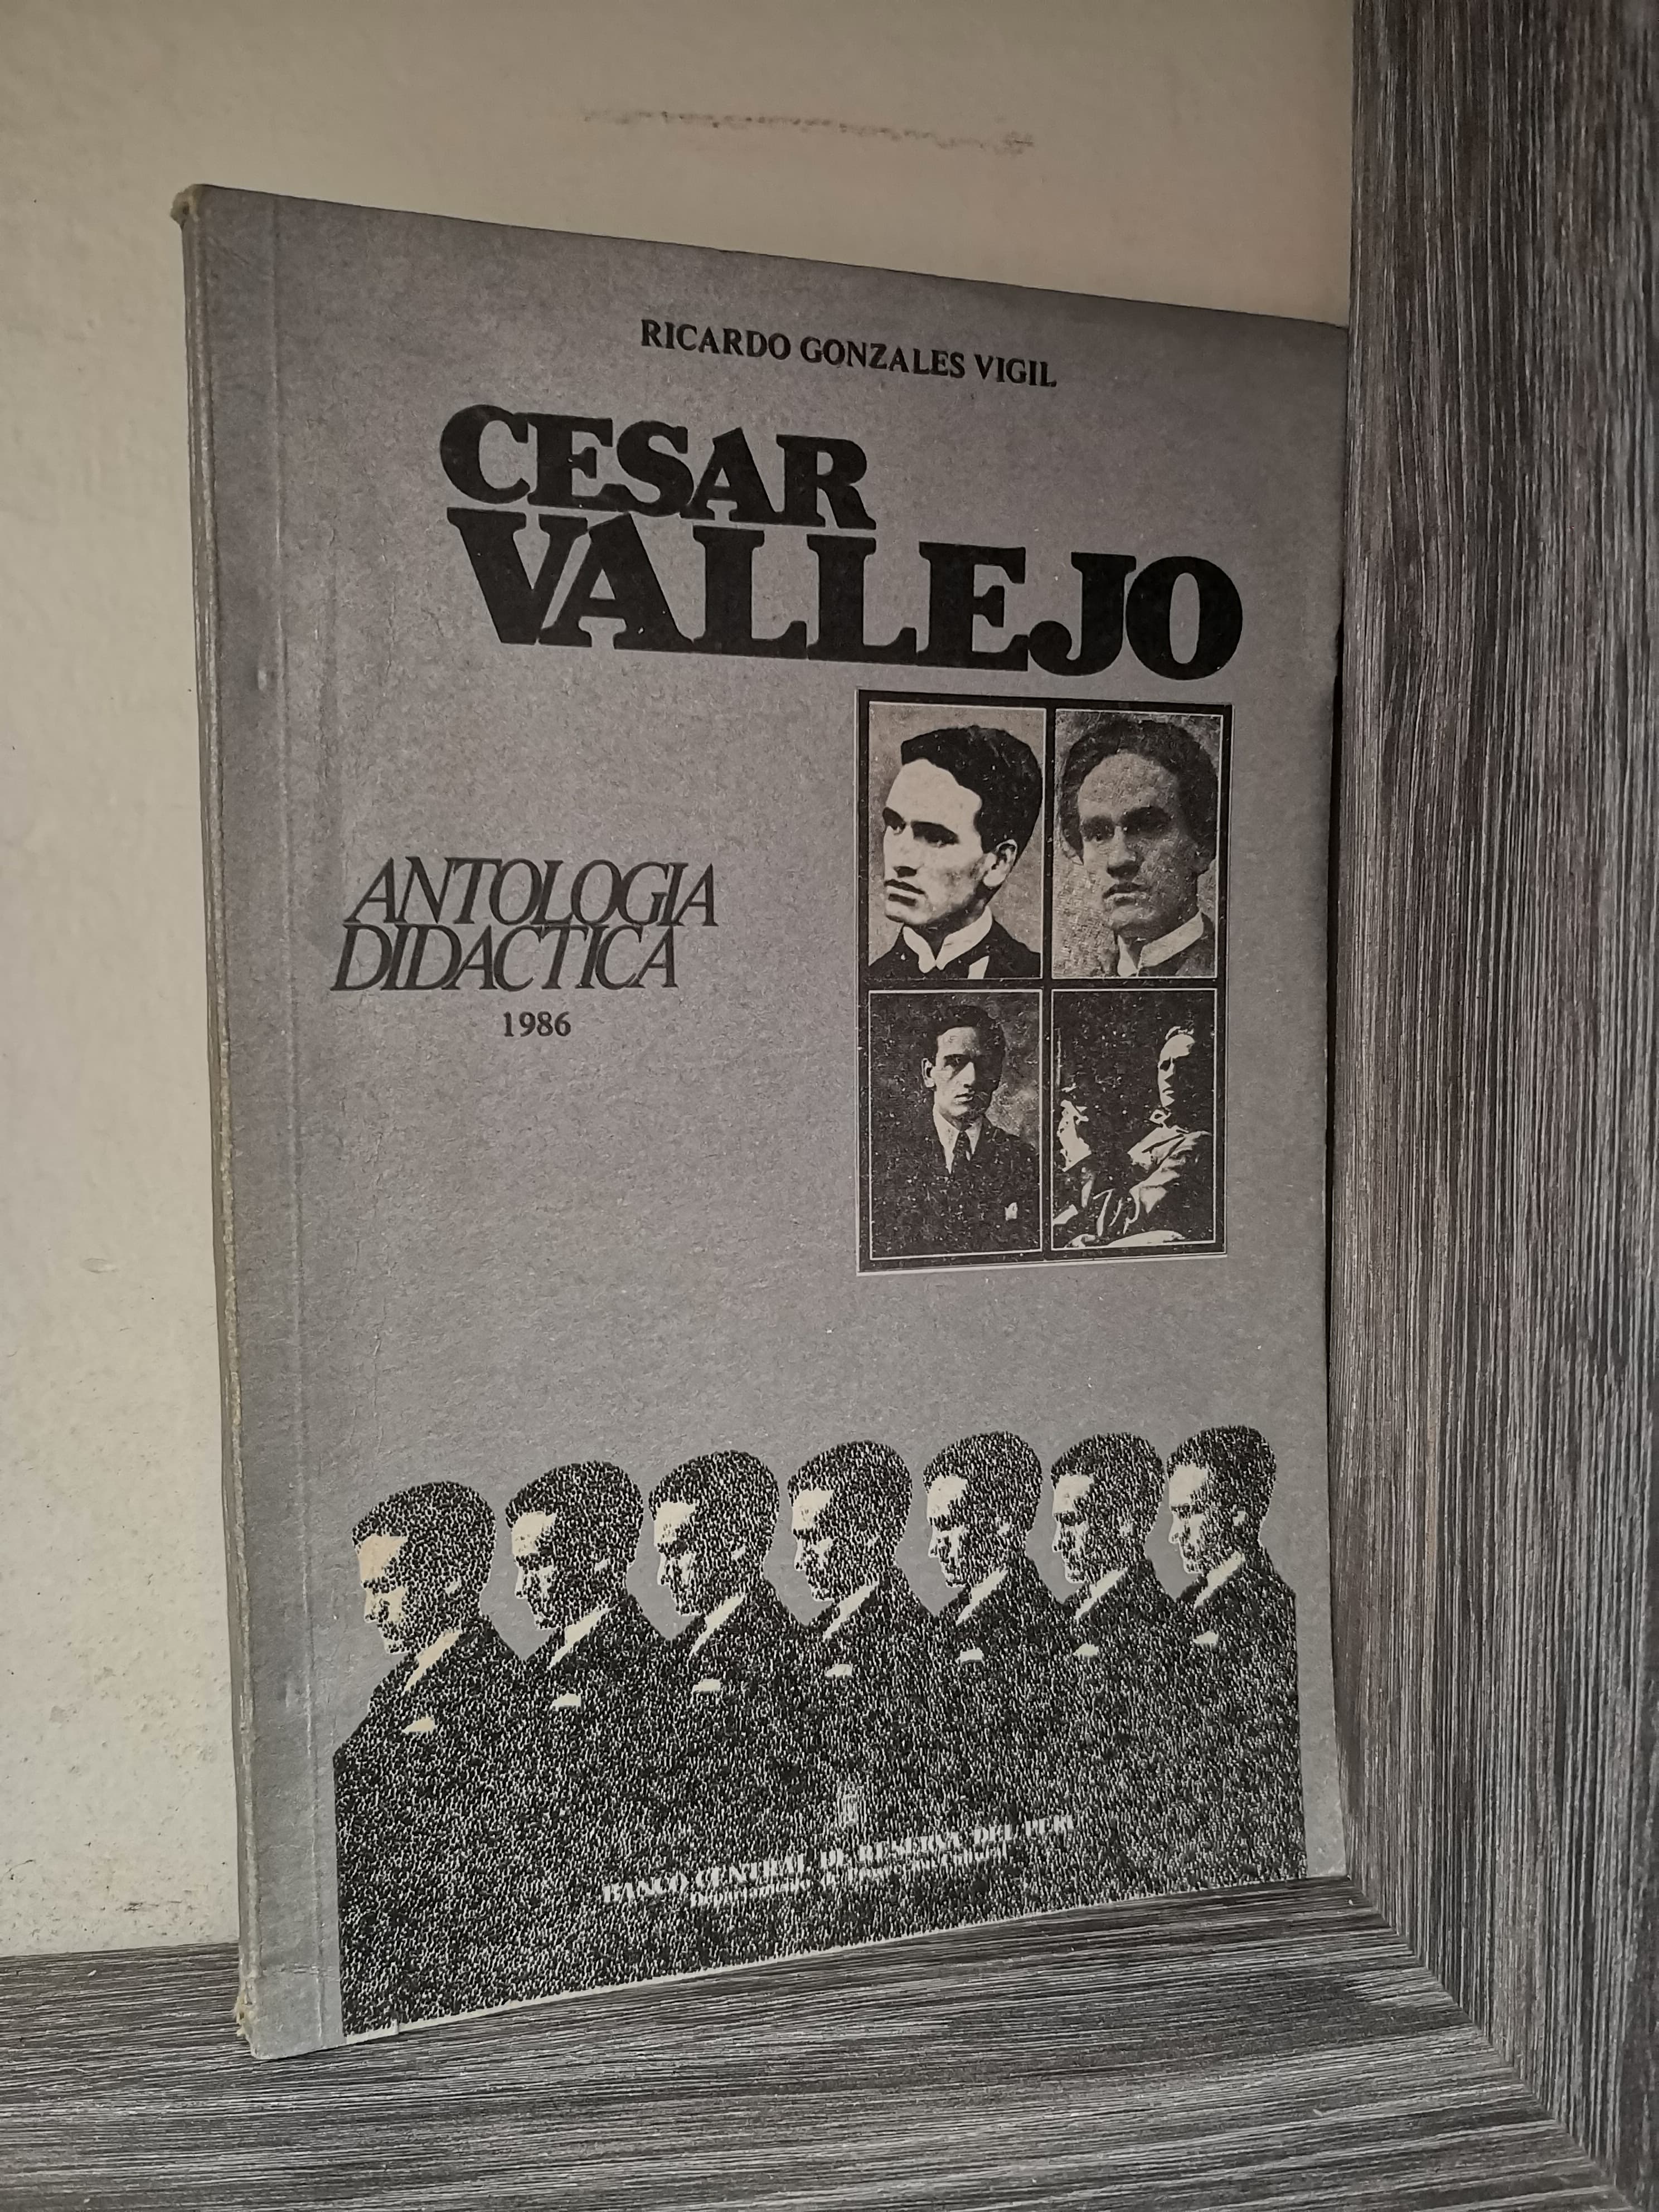 RICARDO GONZALES VIGIL
CESAR
VALLEJO
ANTOLOGIA
DIDACTICA
1986
BANCO CENTRAL DE RESERVA DEL PERU